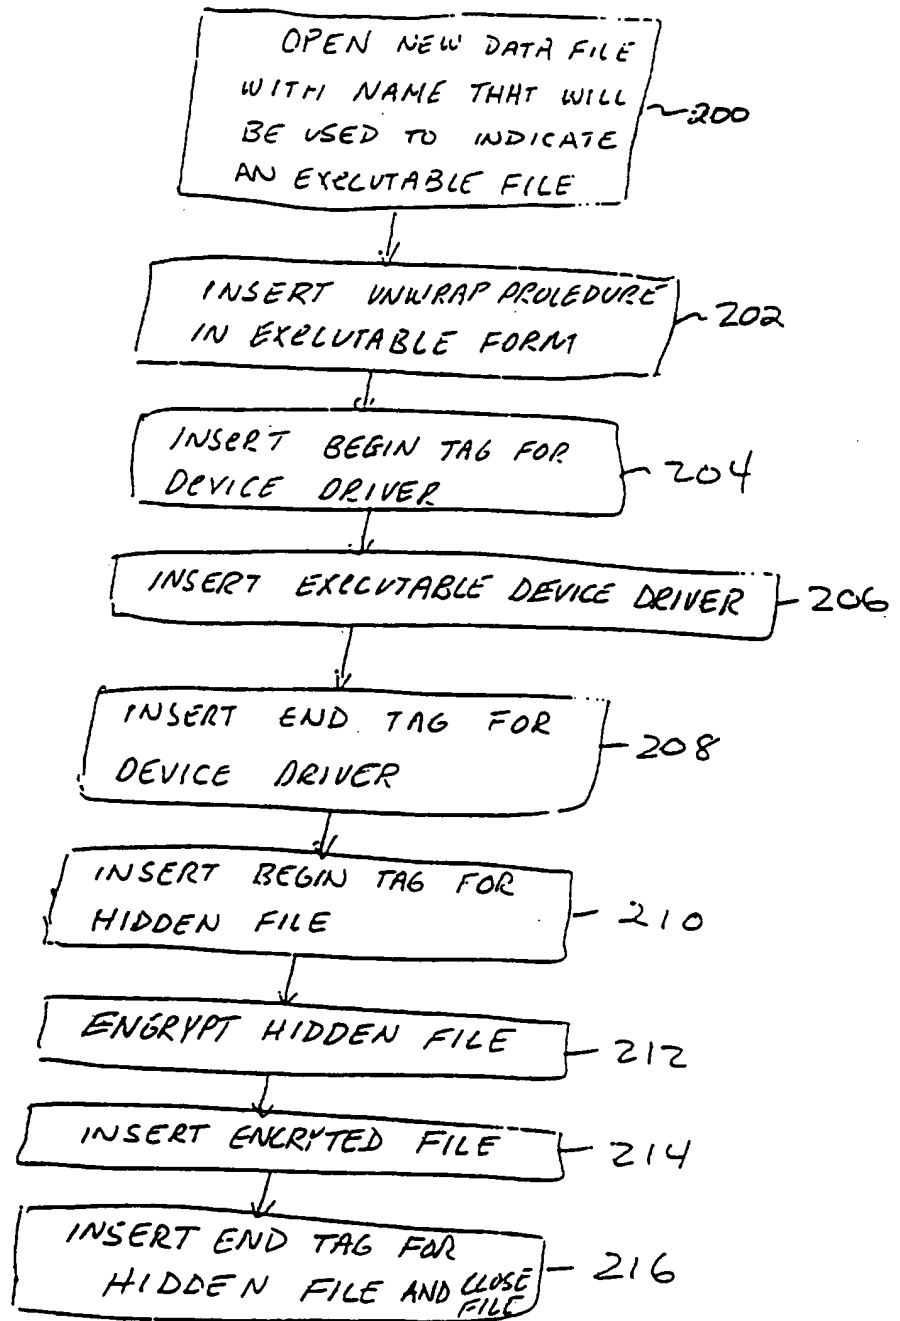 OPEN NEW DATA FILE
WITH NAME THAT WILL
BE USED TO INDICATE
AN EXECUTABLE FILE
200
INSERT UNWRAP PROCEDURE
IN EXECUTABLE FORM
202
INSERT BEGIN TAG FOR
DEVICE DRIVER
204
INSERT EXECUTABLE DEVICE DRIVER
206
INSERT END TAG FOR
DEVICE DRIVER
208
INSERT BEGIN TAG FOR
HIDDEN FILE
210
ENGRYPT HIDDEN FILE
212
INSERT ENCRYTED FILE
214
INSERT END TAG FOR
HIDDEN FILE AND CLOSE
FILE
216